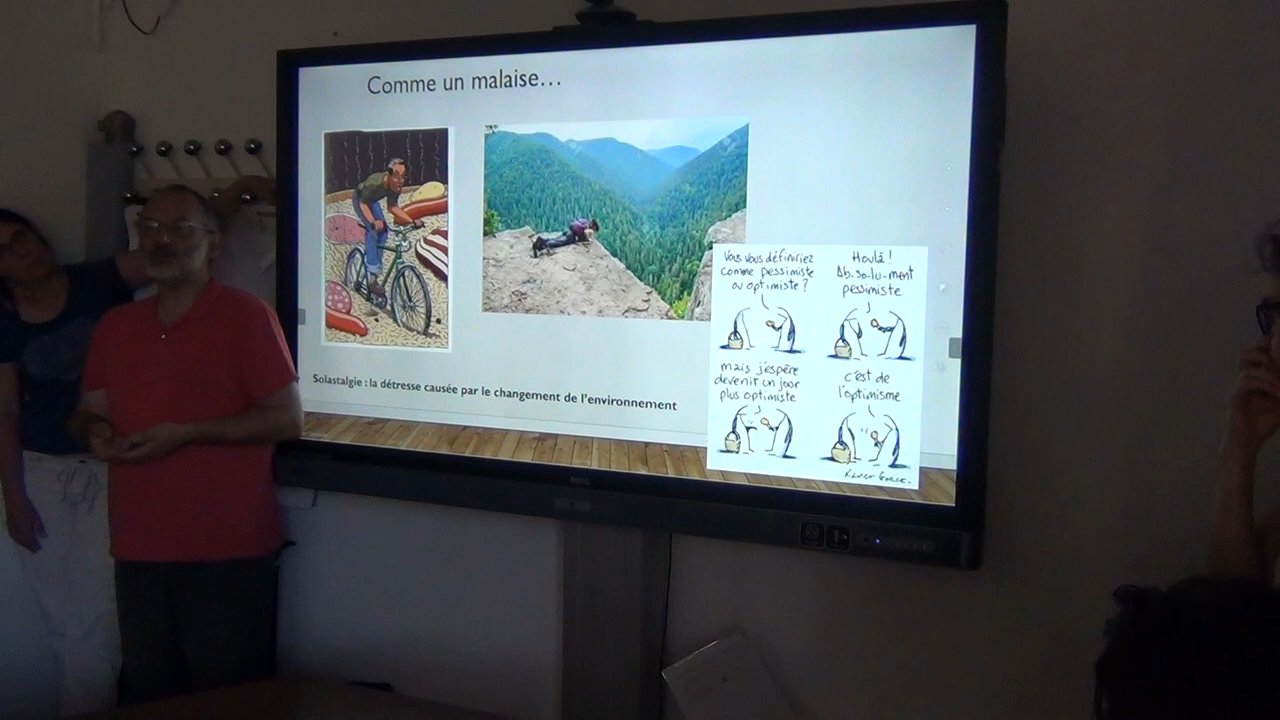 Comme un malaise…
Vous vous définiriez
comme pessimiste
ou optimiste ?
Houlà !
Ab-so-lu-ment
pessimiste
mais j'espère
devenir un jour
plus optimiste
c'est de
l'optimisme
Solastalgie : la détresse causée par le changement de l'environnement